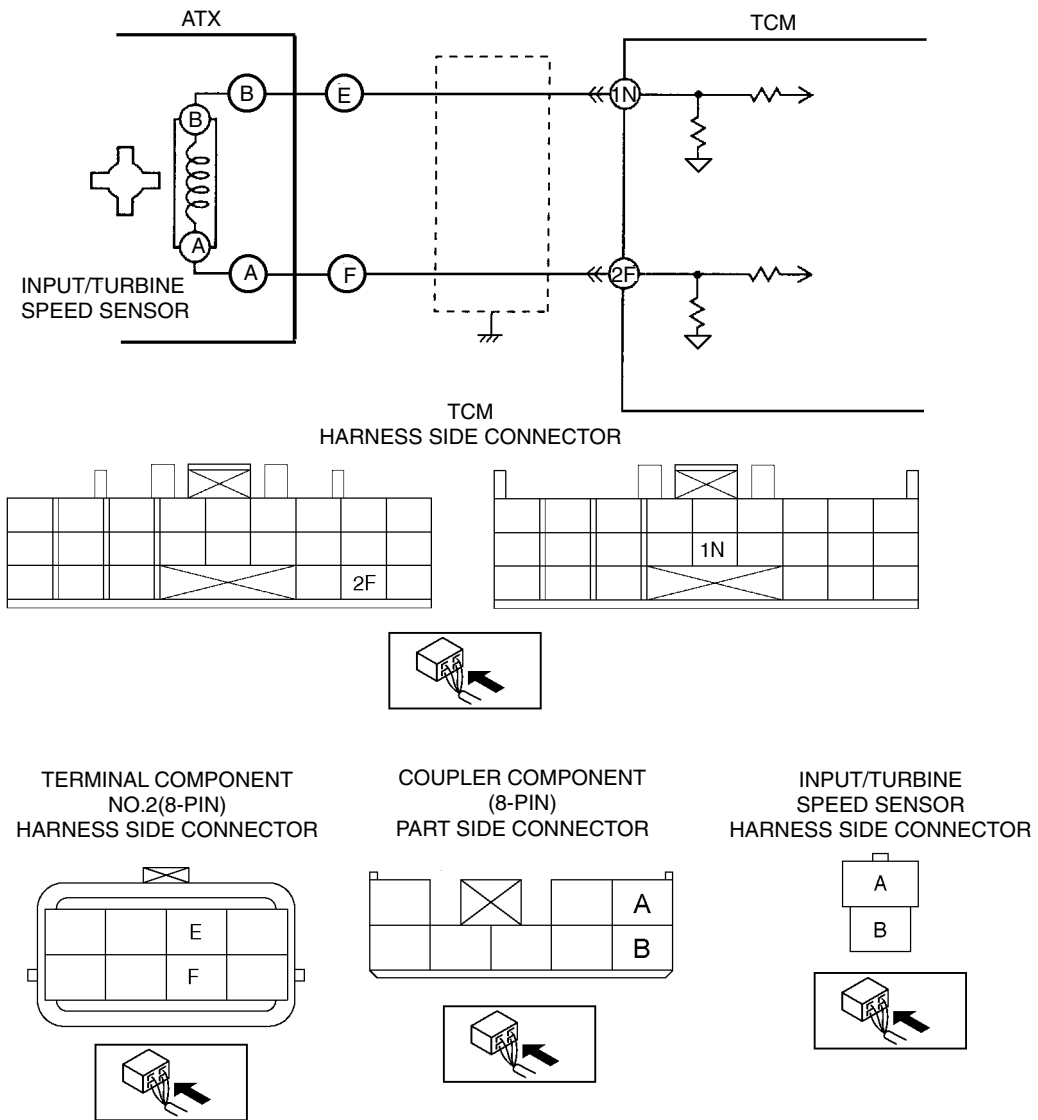 ATX
TCM
B
E
1N
B
A
A
F
2F
INPUT/TURBINE
SPEED SENSOR
TCM
HARNESS SIDE CONNECTOR
1N
2F
TERMINAL COMPONENT
NO.2(8-PIN)
HARNESS SIDE CONNECTOR
COUPLER COMPONENT
(8-PIN)
PART SIDE CONNECTOR
INPUT/TURBINE
SPEED SENSOR
HARNESS SIDE CONNECTOR
E
F
A
B
A
B